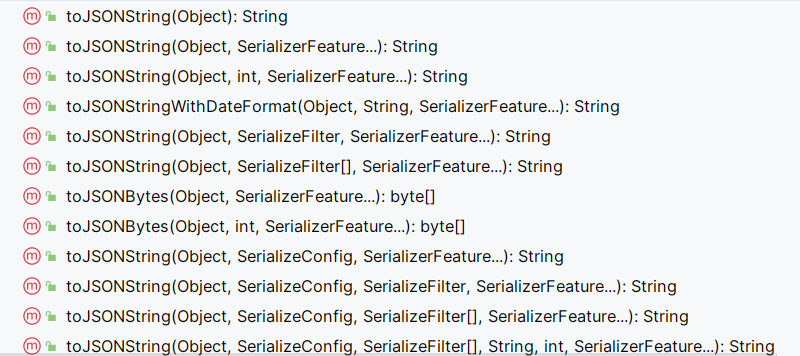 m toJSONString(Object): String
m toJSONString(Object, SerializerFeature...): String
m toJSONString(Object, int, SerializerFeature...): String
m toJSONStringWithDateFormat(Object, String, SerializerFeature...): String
m toJSONString(Object, SerializeFilter, SerializerFeature...): String
m toJSONString(Object, SerializeFilter[], SerializerFeature...): String
m toJSONBytes(Object, SerializerFeature...): byte[]
m toJSONBytes(Object, int, SerializerFeature...): byte[]
m toJSONString(Object, SerializeConfig, SerializerFeature...): String
m toJSONString(Object, SerializeConfig, SerializeFilter, SerializerFeature...): String
m toJSONString(Object, SerializeConfig, SerializeFilter[], SerializerFeature...): String
m toJSONString(Object, SerializeConfig, SerializeFilter[], String, int, SerializerFeature...): String